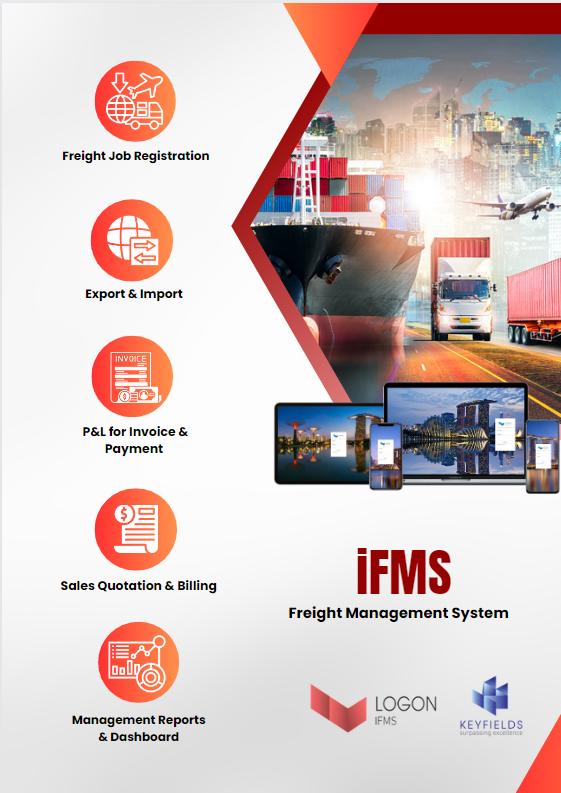 Freight Job Registration
Export & Import
INVOICE
P&L for Invoice &
Payment
Sales Quotation & Billing
Management Reports
& Dashboard
iFMS
Freight Management System
LOGON
IFMS
KEYFIELDS
surpassing excellence